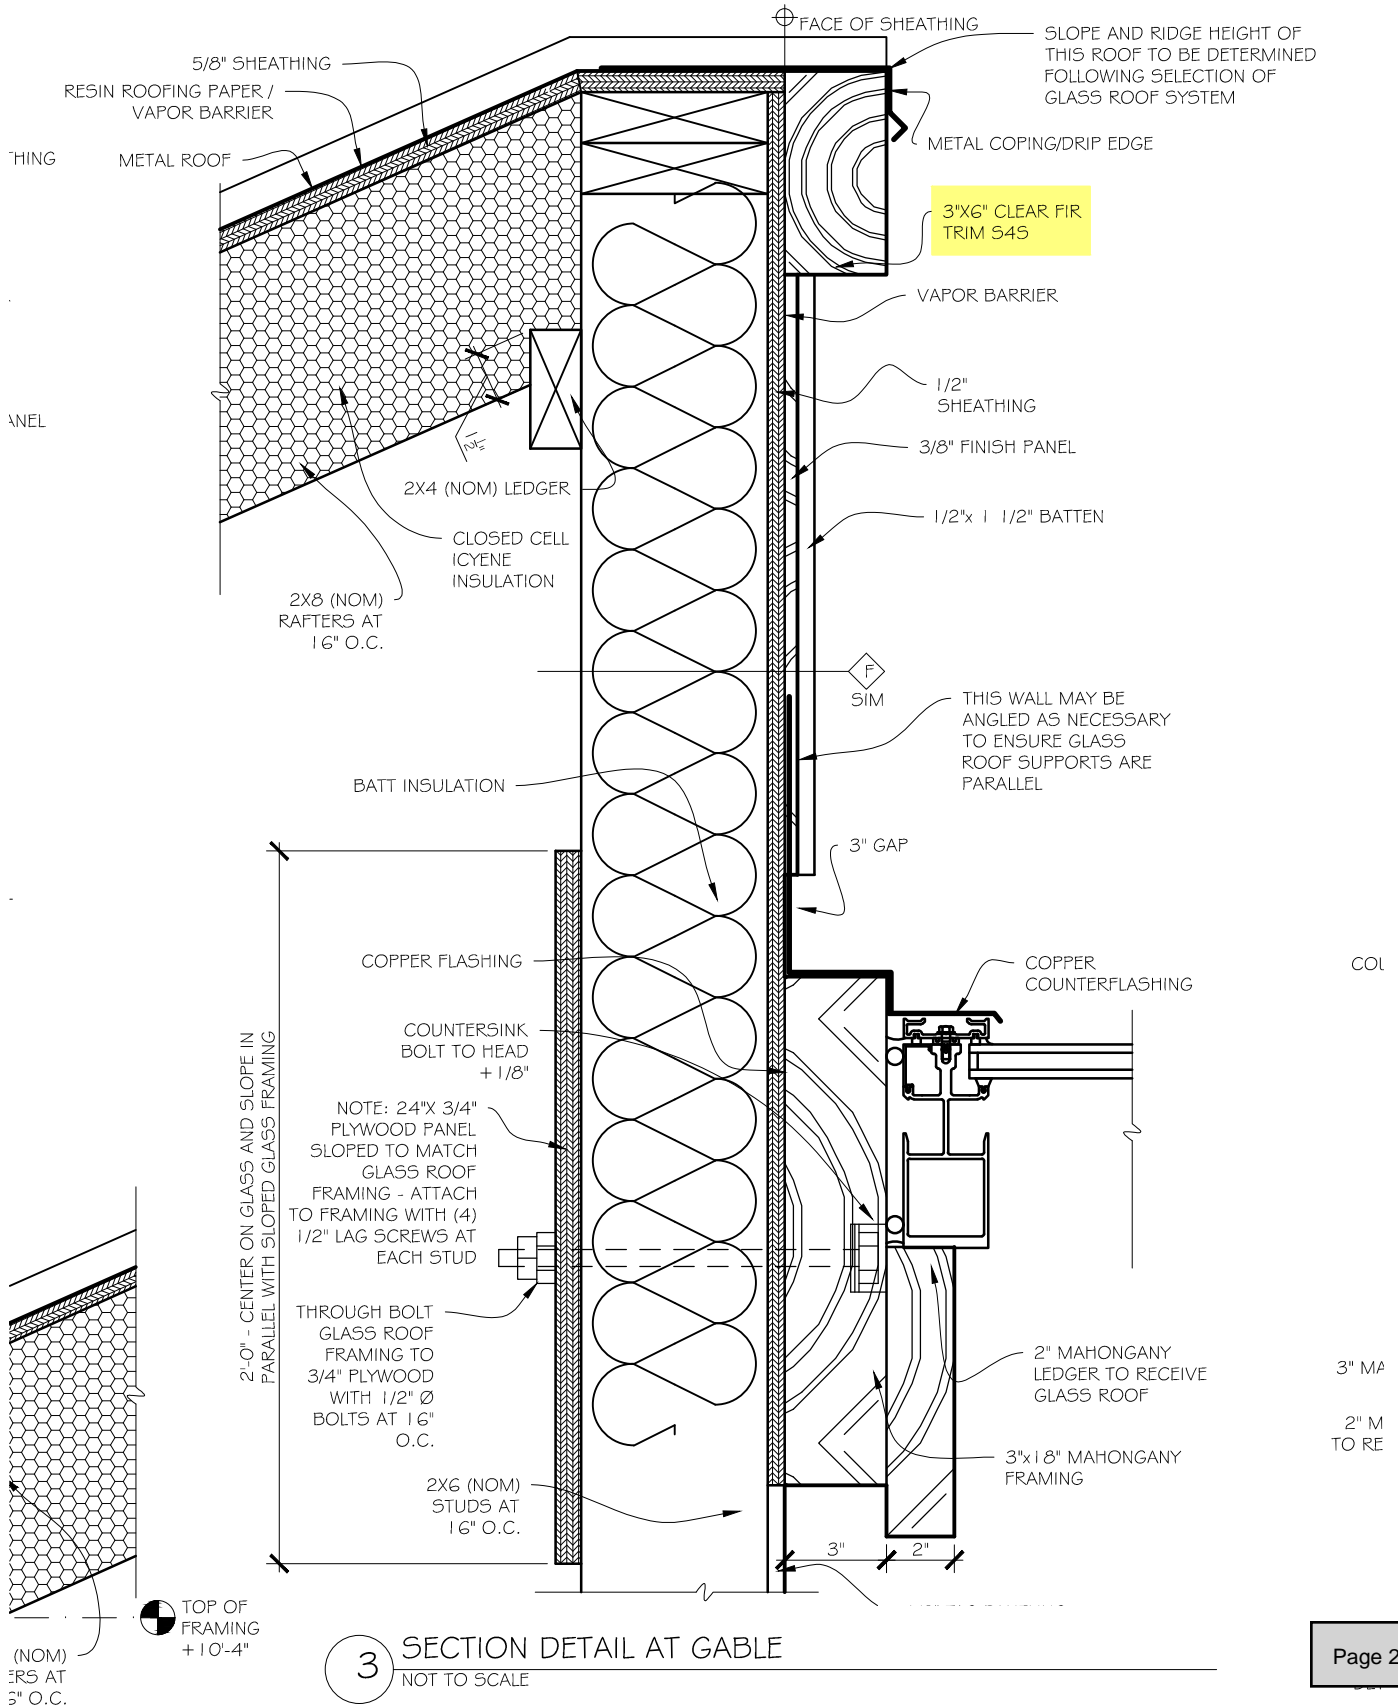 FACE OF SHEATHING
SLOPE AND RIDGE HEIGHT OF
THIS ROOF TO BE DETERMINED
FOLLOWING SELECTION OF
GLASS ROOF SYSTEM
5/8" SHEATHING
RESIN ROOFING PAPER /
VAPOR BARRIER
METAL ROOF
THING
METAL COPING/DRIP EDGE
3"X6" CLEAR FIR
TRIM S4S
VAPOR BARRIER
1/2"
SHEATHING
ANEL
3/8" FINISH PANEL
1/2"x 1 1/2" BATTEN
1 1/2"
2X4 (NOM) LEDGER
CLOSED CELL
ICYENE
INSULATION
2X8 (NOM)
RAFTERS AT
16" O.C.
F
SIM
THIS WALL MAY BE
ANGLED AS NECESSARY
TO ENSURE GLASS
ROOF SUPPORTS ARE
PARALLEL
BATT INSULATION
3" GAP
COPPER FLASHING
COPPER
COUNTERFLASHING
COU
COUNTERSINK
BOLT TO HEAD
+1/8"
NOTE: 24"X 3/4"
PLYWOOD PANEL
SLOPED TO MATCH
GLASS ROOF
FRAMING - ATTACH
TO FRAMING WITH (4)
1/2" LAG SCREWS AT
EACH STUD
2'-0" - CENTER ON GLASS AND SLOPE IN
PARALLEL WITH SLOPED GLASS FRAMING
THROUGH BOLT
GLASS ROOF
FRAMING TO
3/4" PLYWOOD
WITH 1/2" Ø
BOLTS AT 16"
O.C.
2" MAHONGANY
LEDGER TO RECEIVE
GLASS ROOF
3" MA
2" M
TO RE
3"x18" MAHONGANY
FRAMING
2X6 (NOM)
STUDS AT
16" O.C.
3"
2"
TOP OF
FRAMING
+10'-4"
(NOM)
ERS AT
6" O.C.
3
SECTION DETAIL AT GABLE
NOT TO SCALE
Page 2